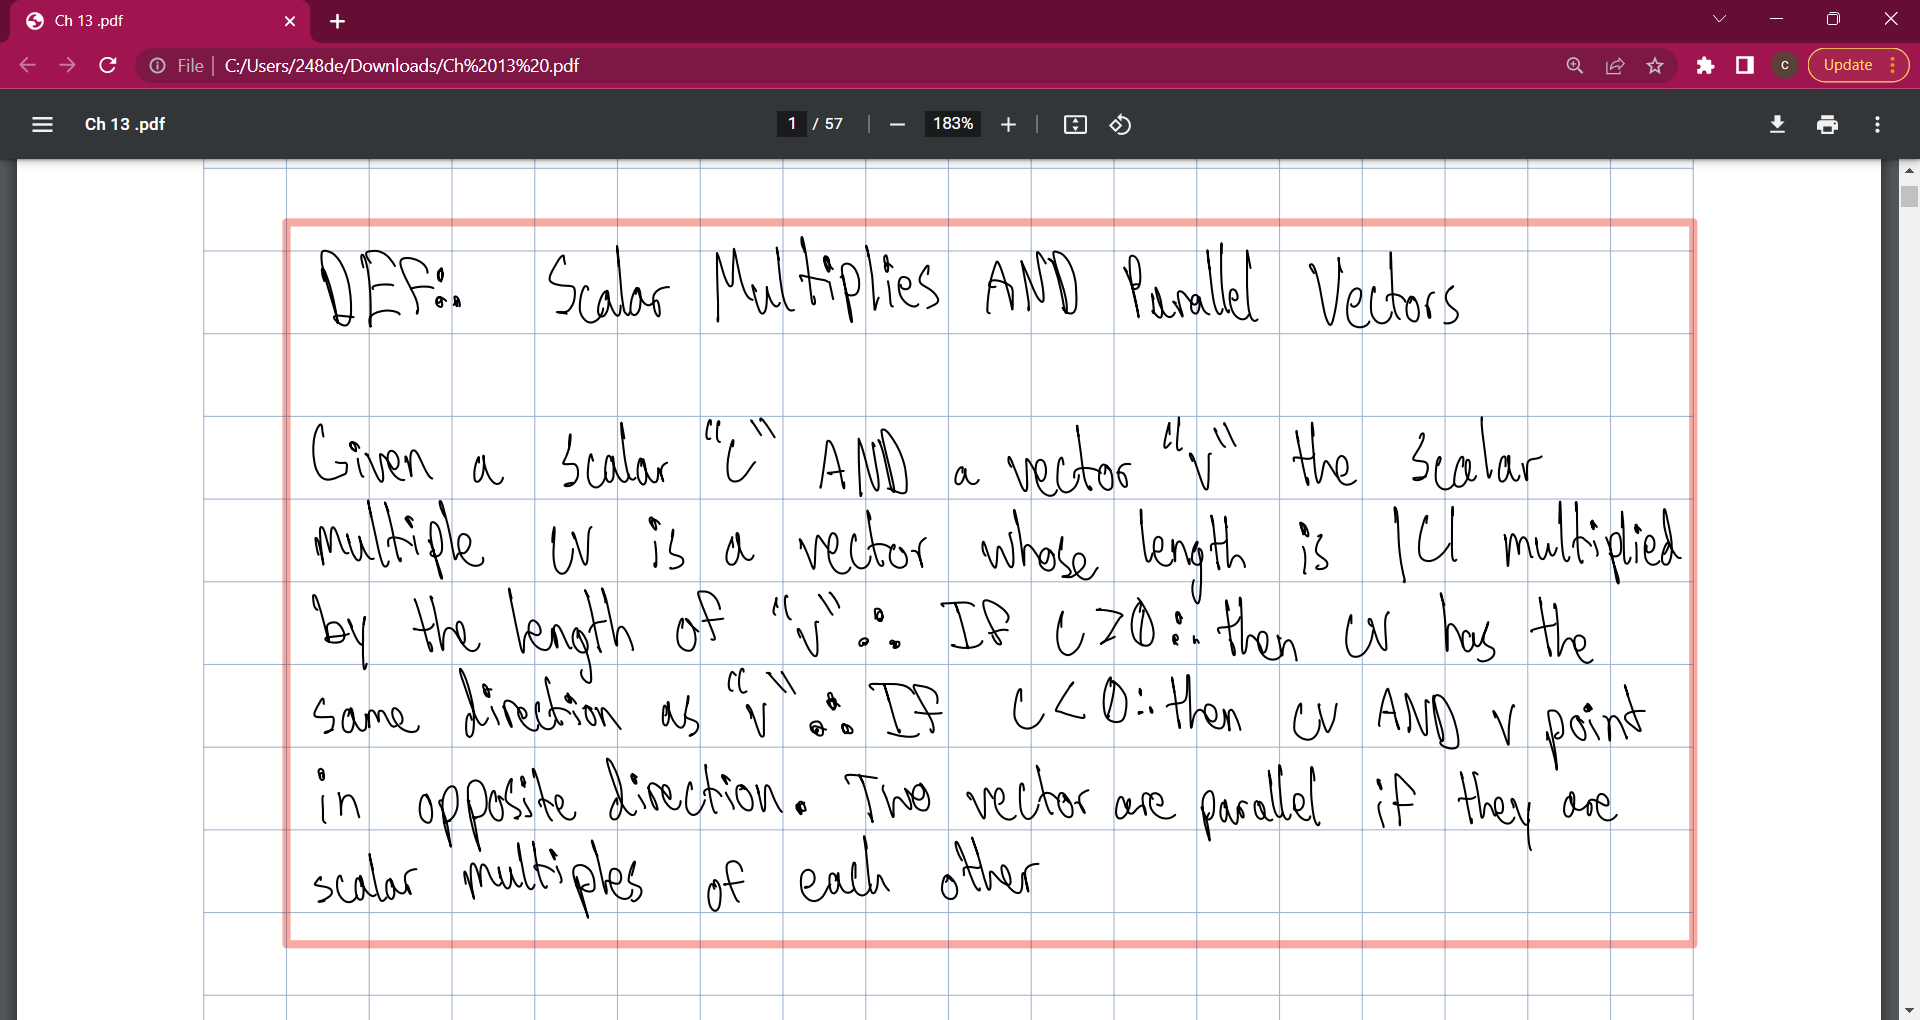 Ch 13 .pdf
File | C:/Users/248de/Downloads/Ch%2013%20.pdf
C
Update
Ch 13 .pdf
1 / 57
183%
DEF∴ Scalar Multiplies AND Parallel Vectors
Given a scalar "c" AND a vector "v" the scalar
multiple cv is a vector whose length is |c| multiplied
by the length of "v" ∴ If c>0 ∴ then cv has the
same direction as "v" ∴ IF c<0 ∴ then cv AND v point
in opposite direction. Two vector are parallel if they are
scalar multiples of each other